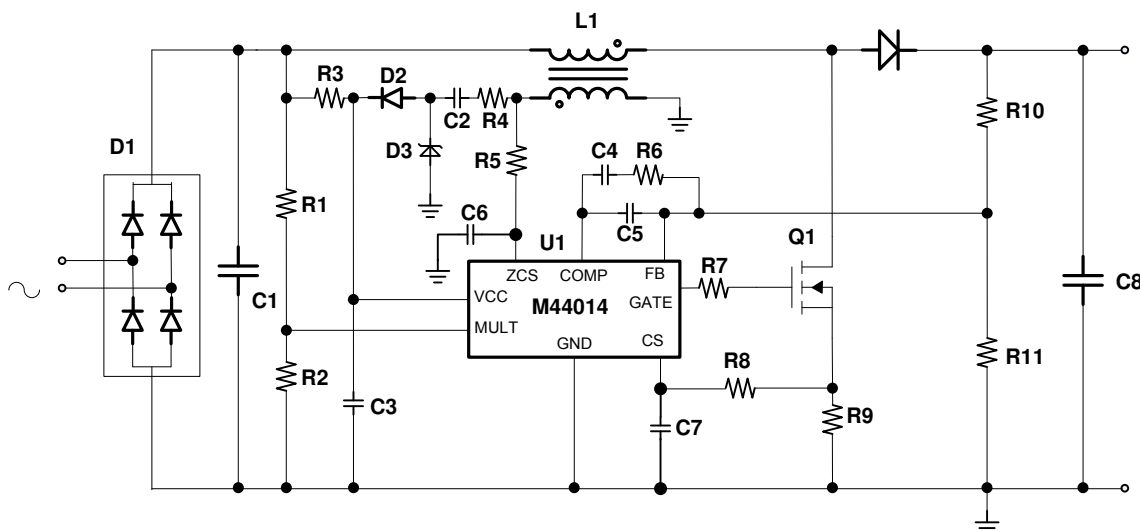 L1
R3
D2
C2
R4
R10
D1
D3
R5
C4
R6
R1
C6
C5
Q1
U1
ZCS
COMP
FB
R7
C1
VCC
M44014
GATE
C8
MULT
GND
CS
R2
R8
R11
C3
C7
R9